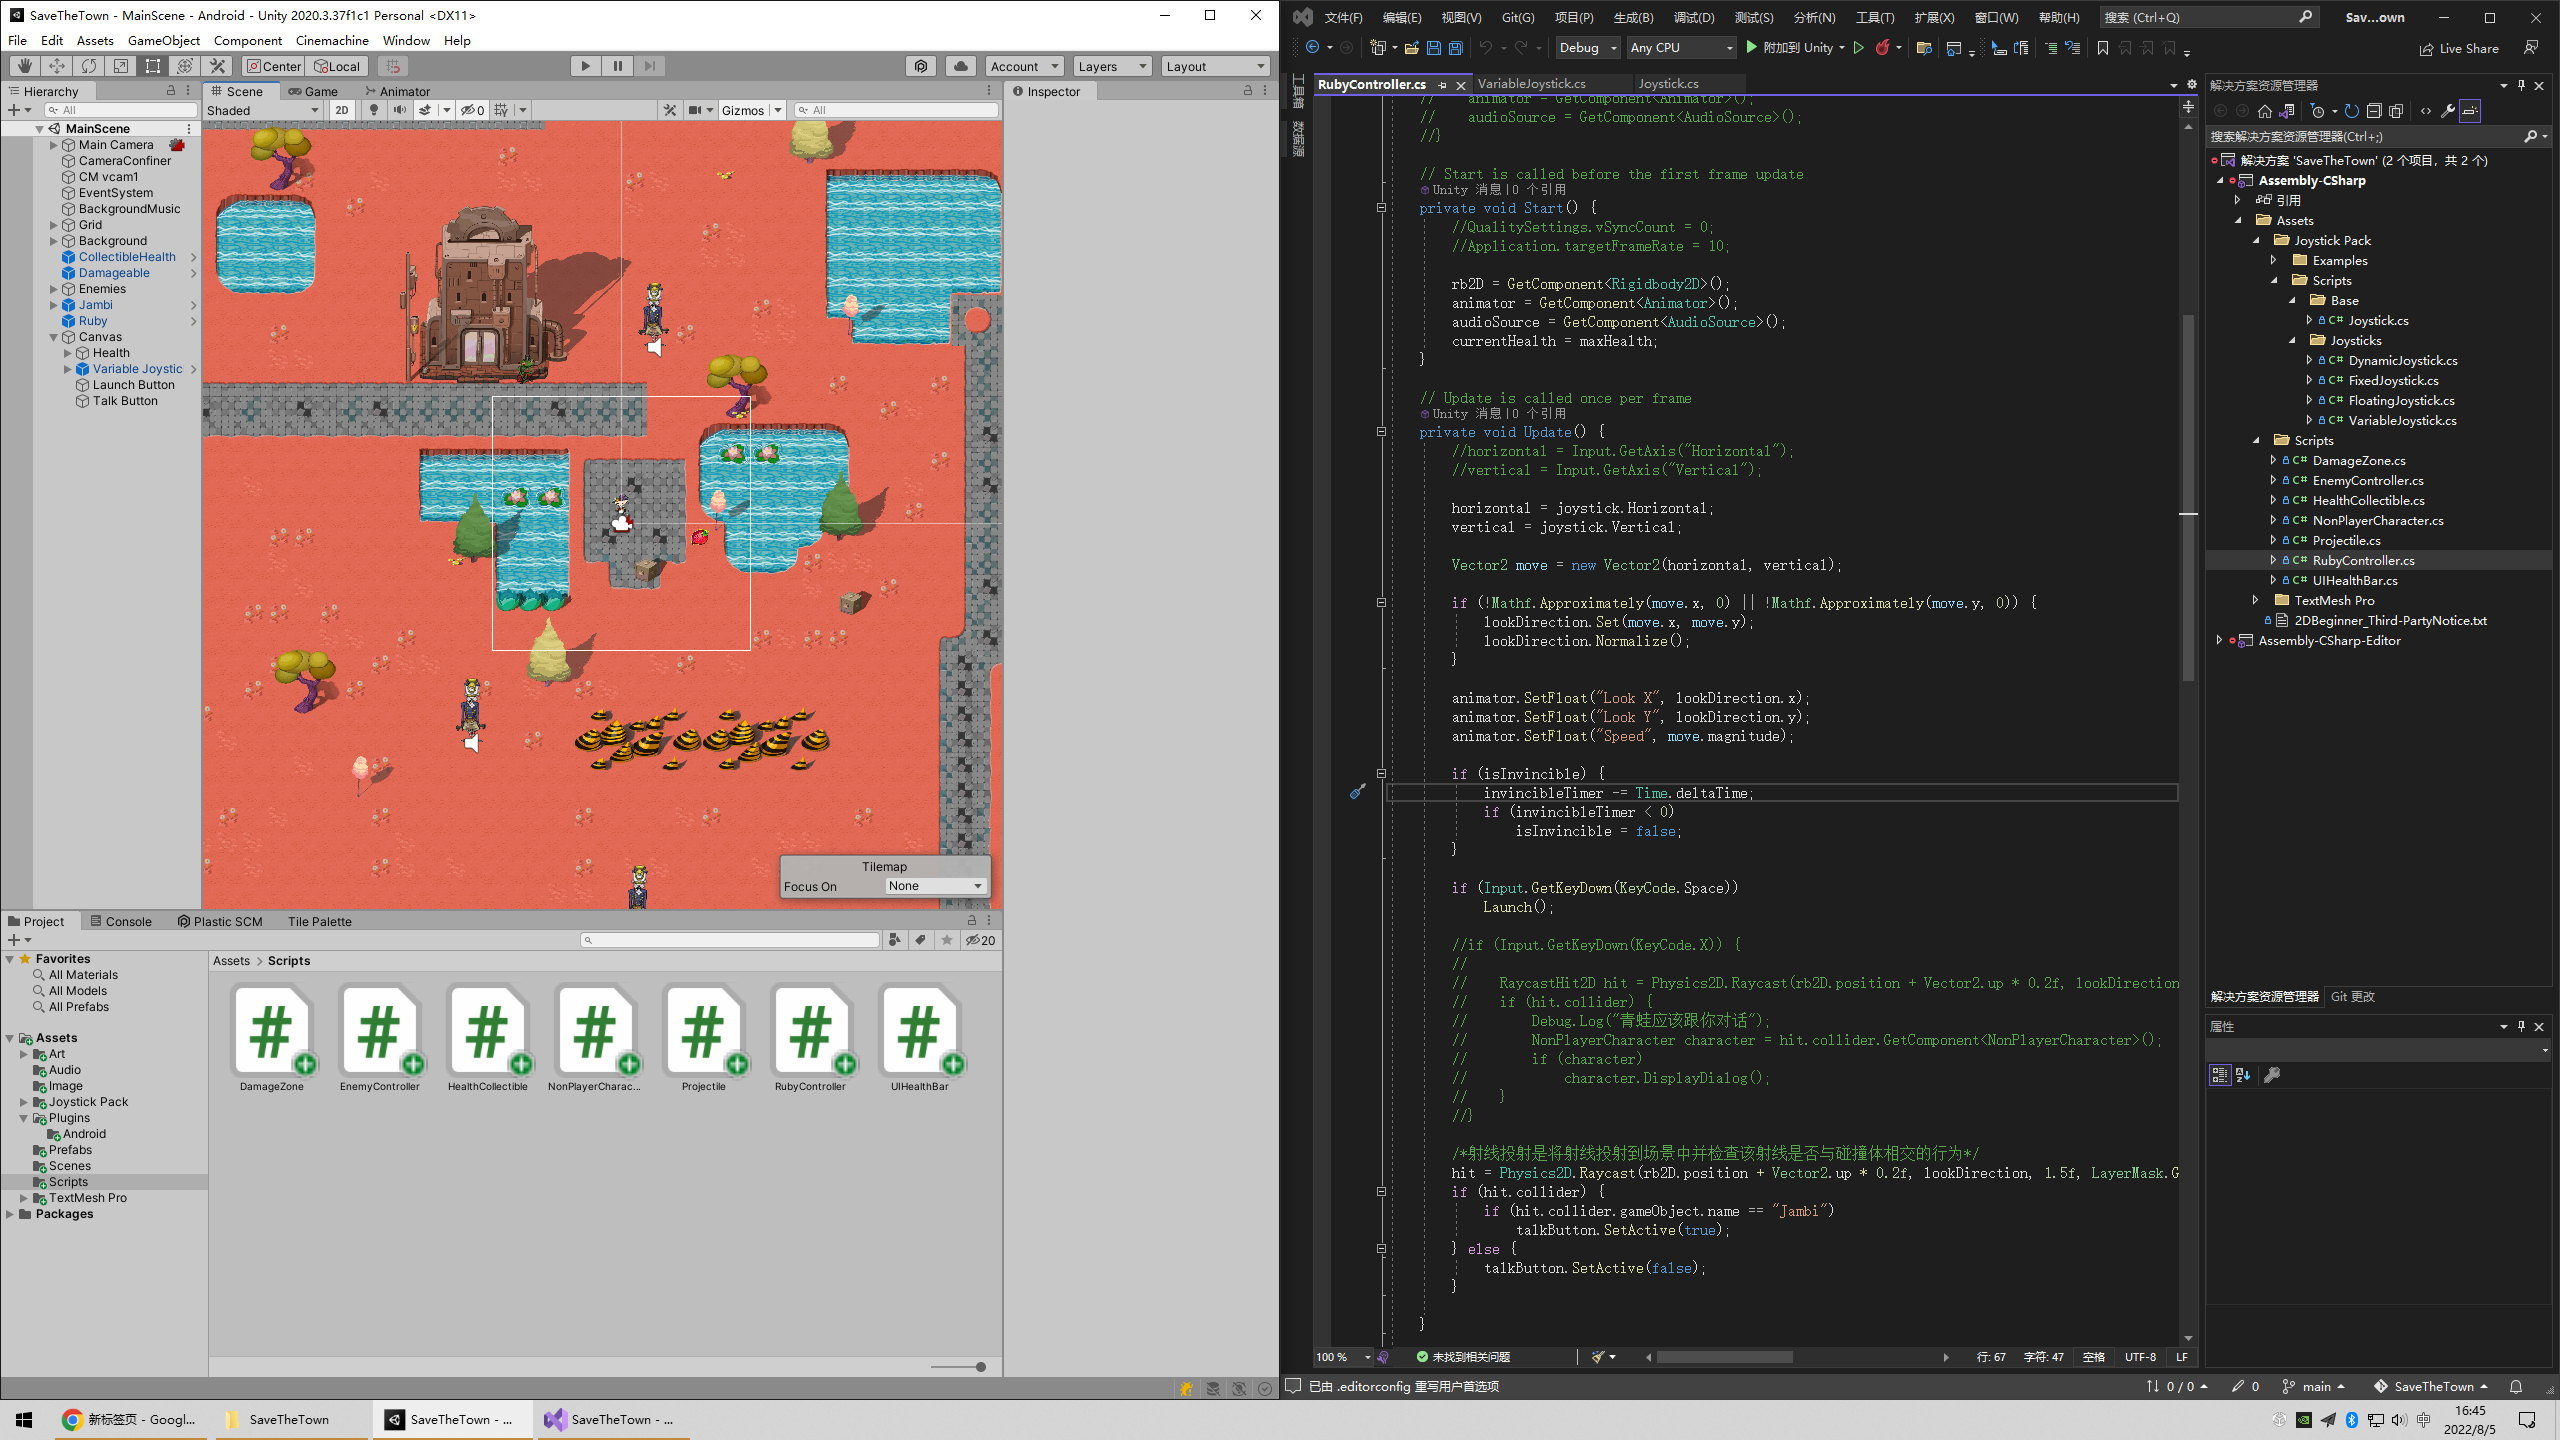 SaveTheTown - MainScene - Android - Unity 2020.3.37f1c1 Personal <DX11>
File Edit Assets GameObject Component Cinemachine Window Help
Center Local
Account Layers Layout
Hierarchy
All
MainScene
Main Camera
CameraConfiner
CM vcam1
EventSystem
BackgroundMusic
Grid
Background
CollectibleHealth
Damageable
Enemies
Jambi
Ruby
Canvas
Health
Variable Joystic
Launch Button
Talk Button
Scene Game Animator
Shaded 2D 0 Gizmos All
Tilemap
Focus On None
Inspector
Project Console Plastic SCM Tile Palette
20
Favorites
All Materials
All Models
All Prefabs
Assets
Art
Audio
Image
Joystick Pack
Plugins
Android
Prefabs
Scenes
Scripts
TextMesh Pro
Packages
Assets > Scripts
DamageZone EnemyController HealthCollectible NonPlayerCharac... Projectile RubyController UIHealthBar
文件(F) 编辑(E) 视图(V) Git(G) 项目(P) 生成(B) 调试(D) 测试(S) 分析(N) 工具(T) 扩展(X) 窗口(W) 帮助(H) 搜索 (Ctrl+Q) Sav...own
Debug Any CPU 附加到 Unity Live Share
工具箱
数据源
RubyController.cs VariableJoystick.cs Joystick.cs
//    animator = GetComponent<Animator>();
//    audioSource = GetComponent<AudioSource>();
//}
// Start is called before the first frame update
Unity 消息|0 个引用
private void Start() {
//QualitySettings.vSyncCount = 0;
//Application.targetFrameRate = 10;
rb2D = GetComponent<Rigidbody2D>();
animator = GetComponent<Animator>();
audioSource = GetComponent<AudioSource>();
currentHealth = maxHealth;
}
// Update is called once per frame
Unity 消息|0 个引用
private void Update() {
//horizontal = Input.GetAxis("Horizontal");
//vertical = Input.GetAxis("Vertical");
horizontal = joystick.Horizontal;
vertical = joystick.Vertical;
Vector2 move = new Vector2(horizontal, vertical);
if (!Mathf.Approximately(move.x, 0) || !Mathf.Approximately(move.y, 0)) {
lookDirection.Set(move.x, move.y);
lookDirection.Normalize();
}
animator.SetFloat("Look X", lookDirection.x);
animator.SetFloat("Look Y", lookDirection.y);
animator.SetFloat("Speed", move.magnitude);
if (isInvincible) {
invincibleTimer -= Time.deltaTime;
if (invincibleTimer < 0)
isInvincible = false;
}
if (Input.GetKeyDown(KeyCode.Space))
Launch();
//if (Input.GetKeyDown(KeyCode.X)) {
//
//    RaycastHit2D hit = Physics2D.Raycast(rb2D.position + Vector2.up * 0.2f, lookDirection
//    if (hit.collider) {
//        Debug.Log("青蛙应该跟你对话");
//        NonPlayerCharacter character = hit.collider.GetComponent<NonPlayerCharacter>();
//        if (character)
//            character.DisplayDialog();
//    }
//}
/*射线投射是将射线投射到场景中并检查该射线是否与碰撞体相交的行为*/
hit = Physics2D.Raycast(rb2D.position + Vector2.up * 0.2f, lookDirection, 1.5f, LayerMask.G
if (hit.collider) {
if (hit.collider.gameObject.name == "Jambi")
talkButton.SetActive(true);
} else {
talkButton.SetActive(false);
}
}
100 % 未找到相关问题 行: 67 字符: 47 空格 UTF-8 LF
已由 .editorconfig 重写用户首选项 0 / 0 0 main SaveTheTown
解决方案资源管理器
搜索解决方案资源管理器(Ctrl+;)
解决方案 'SaveTheTown' (2 个项目，共 2 个)
Assembly-CSharp
引用
Assets
Joystick Pack
Examples
Scripts
Base
C# Joystick.cs
Joysticks
C# DynamicJoystick.cs
C# FixedJoystick.cs
C# FloatingJoystick.cs
C# VariableJoystick.cs
Scripts
C# DamageZone.cs
C# EnemyController.cs
C# HealthCollectible.cs
C# NonPlayerCharacter.cs
C# Projectile.cs
C# RubyController.cs
C# UIHealthBar.cs
TextMesh Pro
2DBeginner_Third-PartyNotice.txt
Assembly-CSharp-Editor
解决方案资源管理器 Git 更改
属性
新标签页 - Googl... SaveTheTown SaveTheTown - ... SaveTheTown - ...
中
16:45
2022/8/5